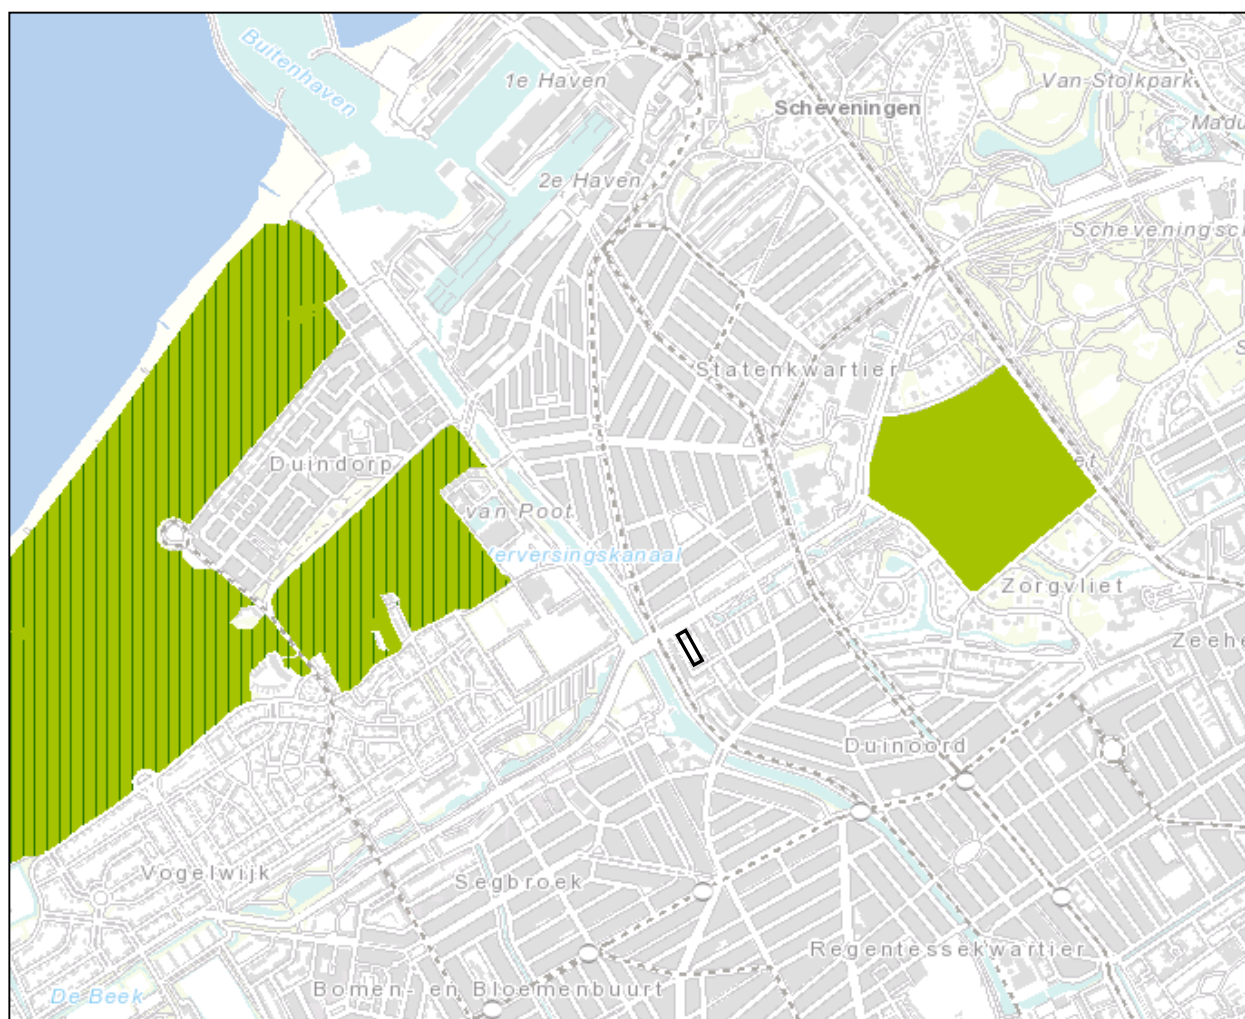 Buitenhaven
1e Haven
Van-Stolkpark
Scheveningen
2e Haven
Statenkwartier
Duindorp
van Poot
Verversingskanaal
Zorgvliet
Duinoord
Vogelwijk
Segbroek
Regentessekwartier
De Beek
Bomen- en Bloemenbuurt